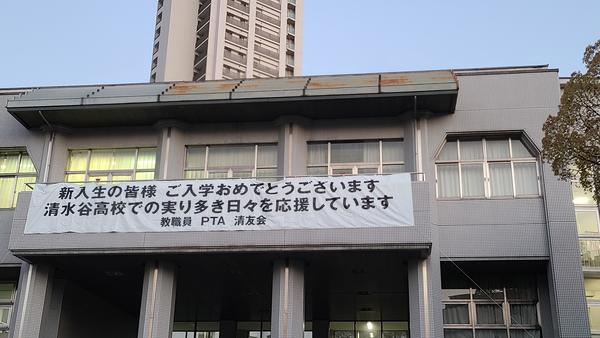 新入生の皆様 ご入学おめでとうございます
清水谷高校での実り多き日々を応援しています
教職員 PTA 清友会